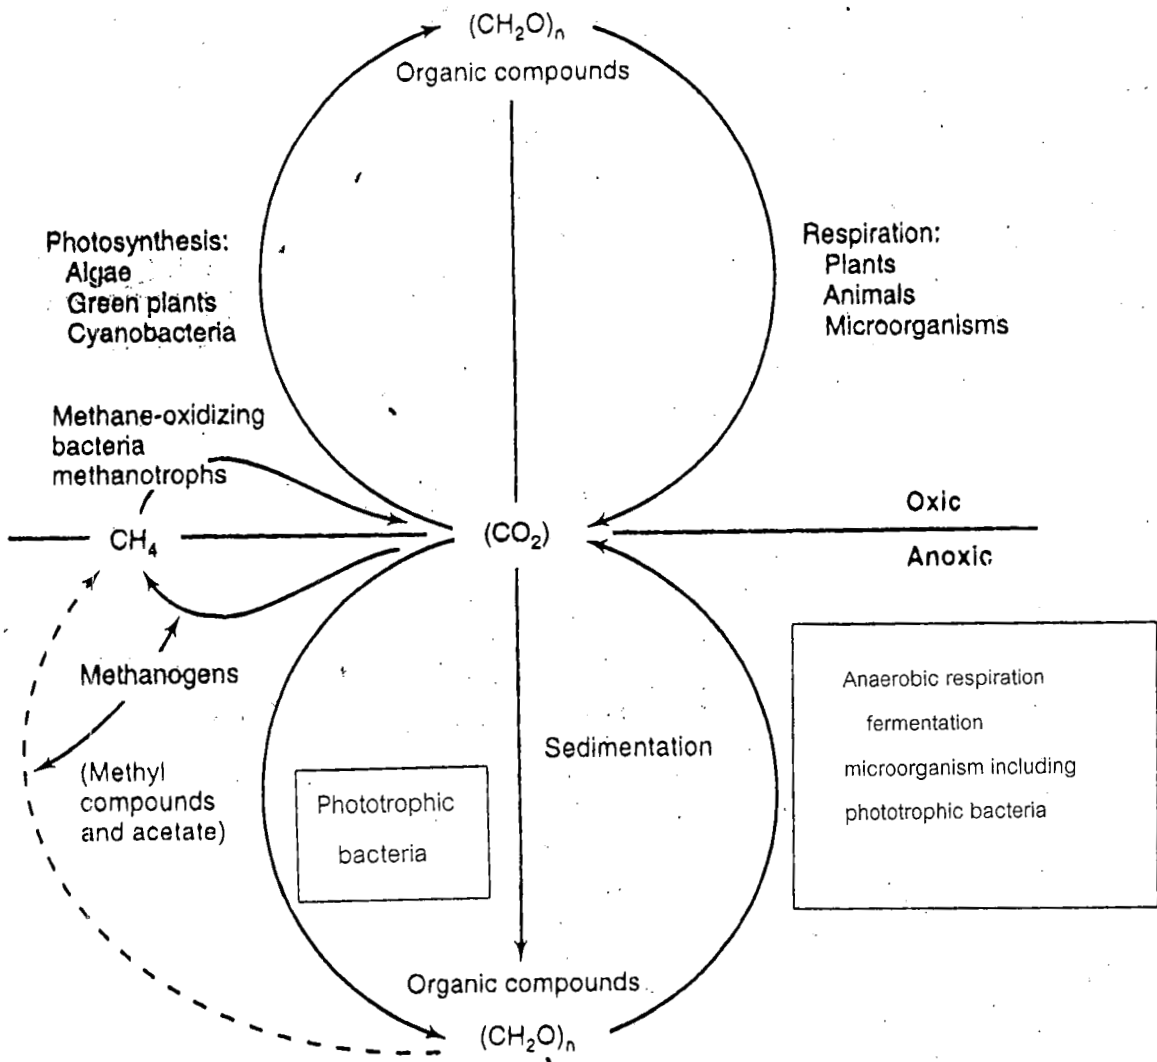 (CH₂O)ₙ
Organic compounds
Photosynthesis:
Algae
Green plants
Cyanobacteria
Respiration:
Plants
Animals
Microorganisms
Methane-oxidizing
bacteria
methanotrophs
CH₄
(CO₂)
Oxic
Anoxic
Methanogens
(Methyl
compounds
and acetate)
Phototrophic
bacteria
Sedimentation
Anaerobic respiration
fermentation
microorganism including
phototrophic bacteria
Organic compounds
(CH₂O)ₙ